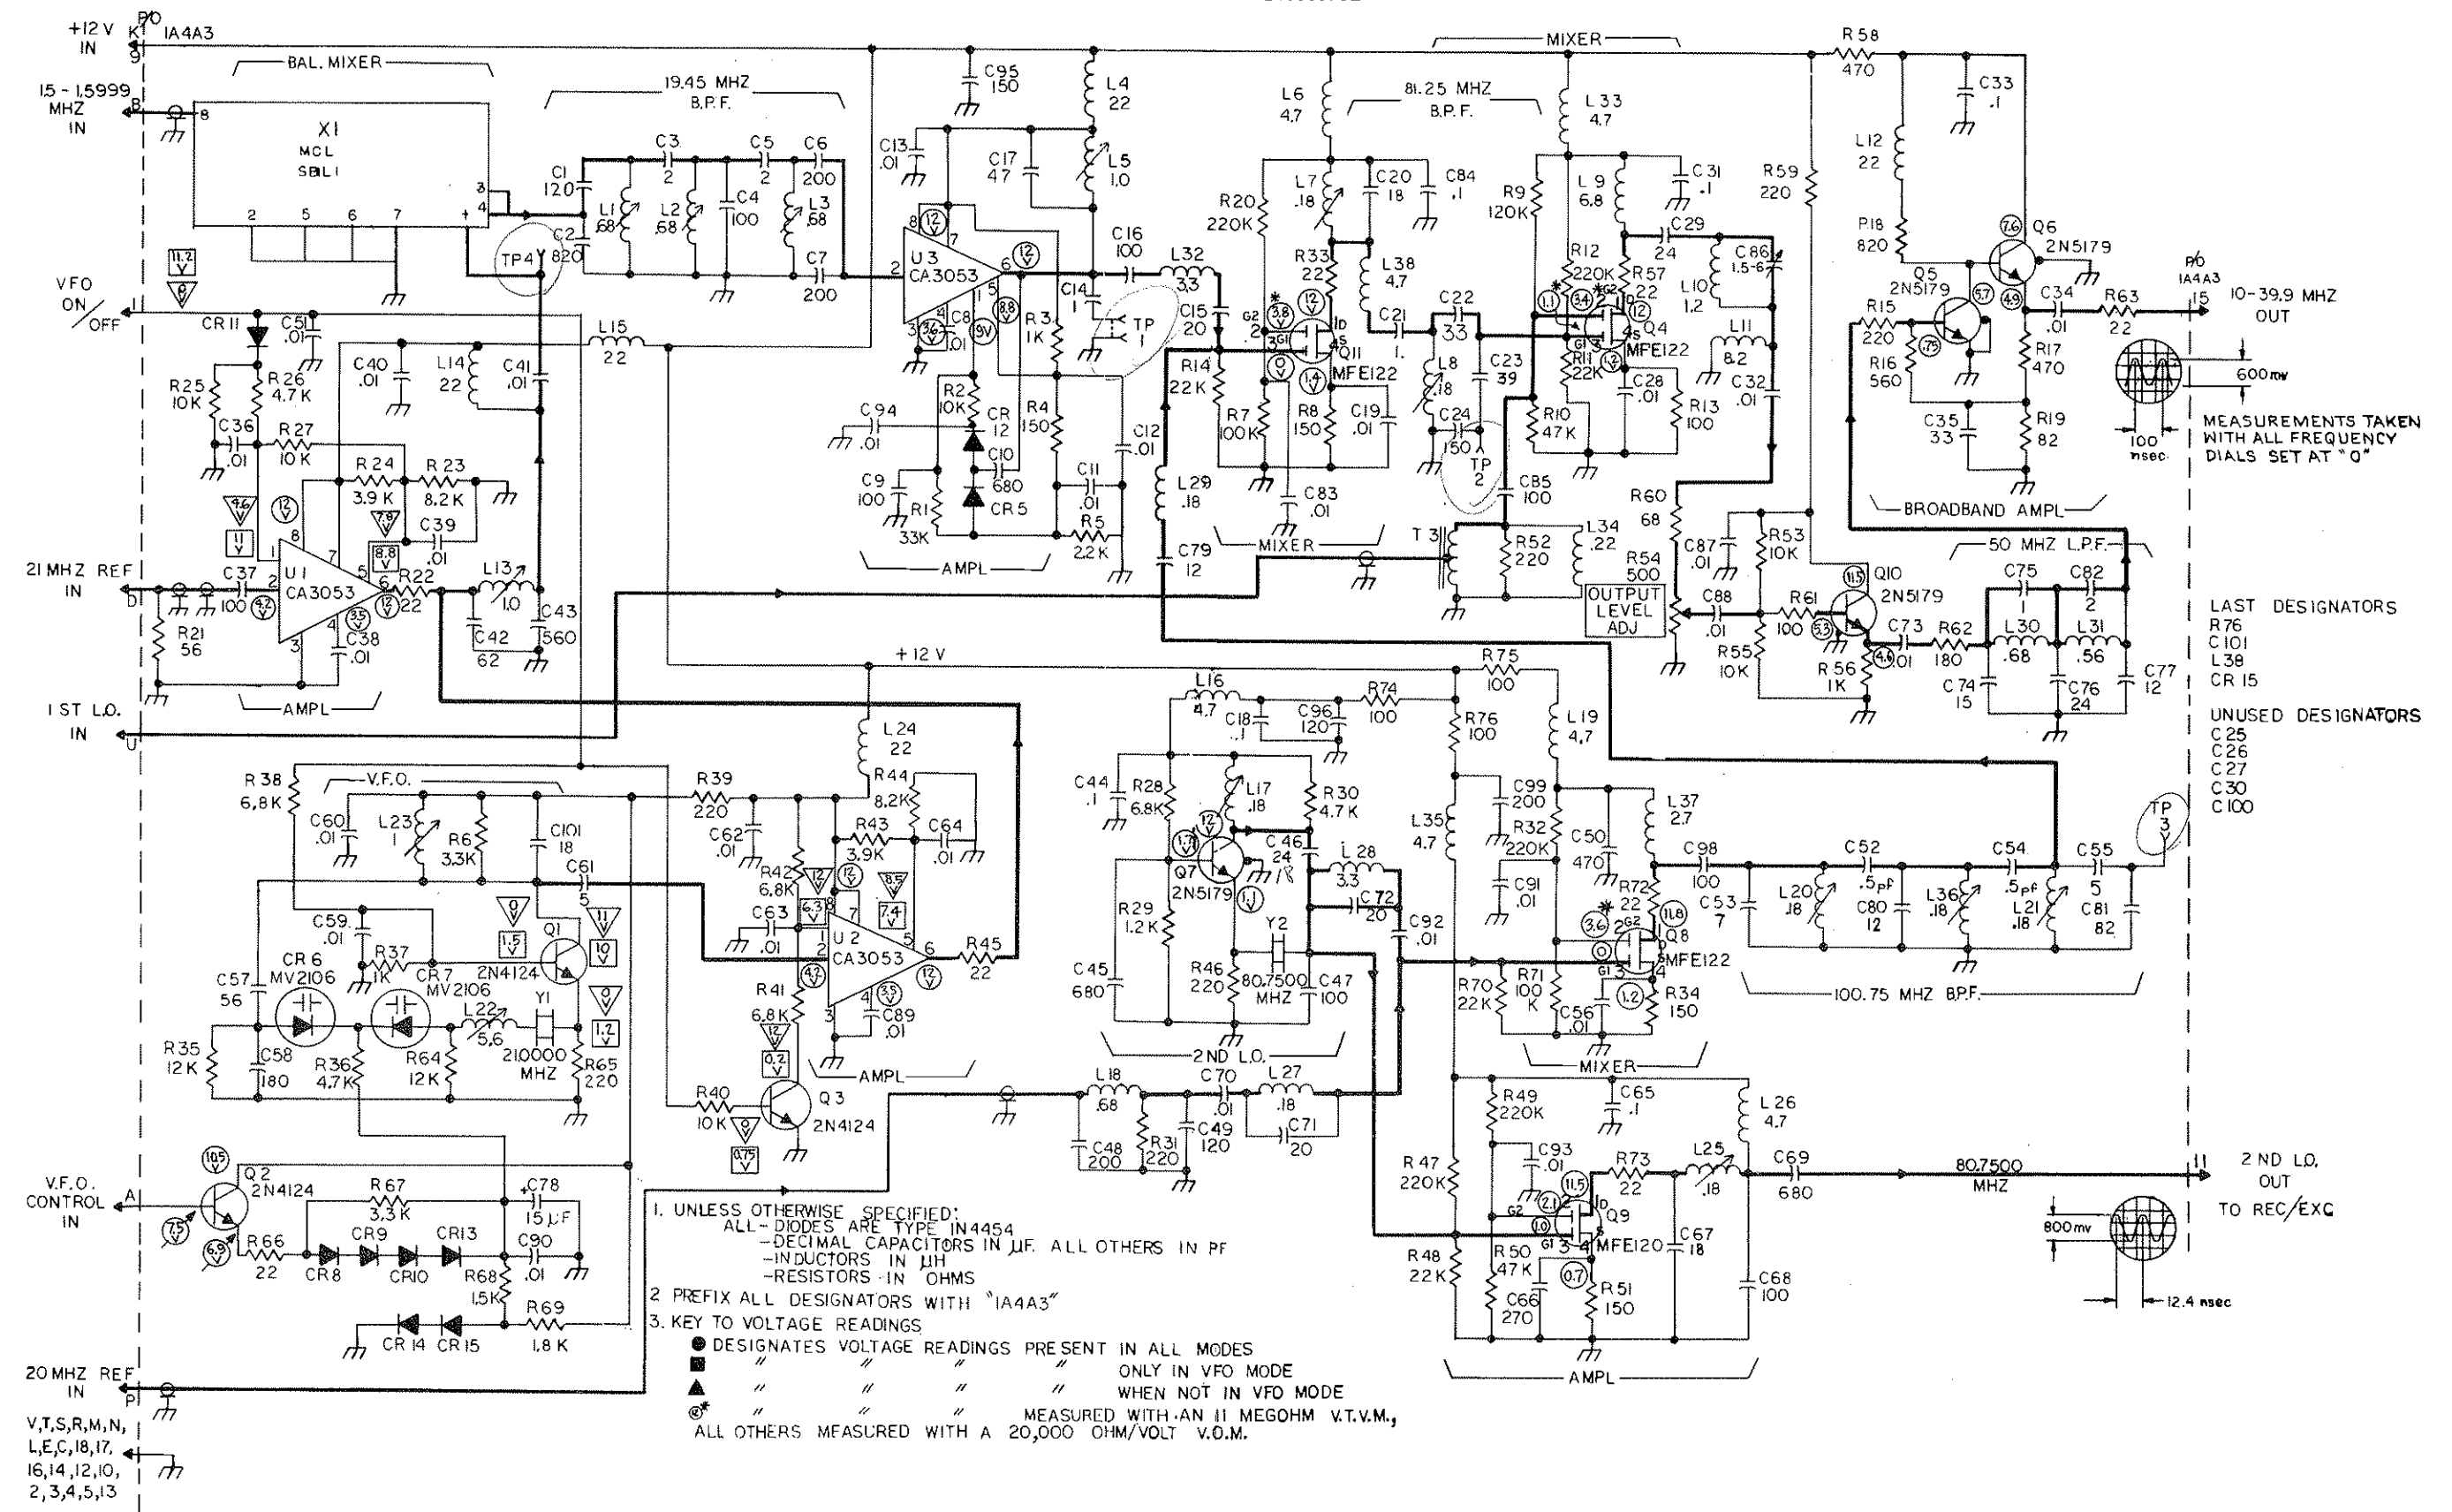 +12 V
IN
K
9
P/O
1A4A3
15-1.5999
MHZ
IN
B
BAL. MIXER
8
X1
MCL
SBIL1
3
4
2
5
6
7
1
TP4
19.45 MHZ
B.P.F.
C1
120
C2
820
L1
.68
C3
2
L2
.68
C4
100
C5
2
L3
.68
C6
200
C7
200
C95
150
L4
22
C13
.01
C17
47
L5
1.0
U3
CA3053
C16
100
L32
3.3
C14
.1
TP
1
C8
.01
R3
1K
C15
20
R2
10K
CR
12
R4
150
C94
.01
C9
100
R1
33K
C10
680
CR5
C11
.01
R5
2.2K
C12
.01
AMPL
L6
4.7
81.25 MHZ
B.P.F.
R20
220K
L7
.18
C20
18
C84
.1
R33
22
L38
4.7
C21
1.
C22
33
Q11
MFE122
R14
22K
R7
100K
R8
150
C19
.01
L8
.18
C23
39
C24
150
TP
2
C83
.01
L29
.18
C79
12
MIXER
MIXER
L33
4.7
R9
120K
L9
6.8
C31
.1
R12
220K
R57
22
C29
24
L10
1.2
C86
1.5-6
Q4
MFE122
L11
8.2
C32
.01
R11
22K
R10
47K
C28
.01
R13
100
C85
100
T3
R52
220
L34
.22
R60
68
R54
500
OUTPUT
LEVEL
ADJ
R58
470
R59
220
L12
22
C33
.1
R18
820
Q6
2N5179
Q5
2N5179
R15
220
R16
560
C34
.01
R63
22
P/O
1A4A3
15
10-39.9 MHZ
OUT
R17
470
C35
33
R19
82
600mv
100
nsec.
MEASUREMENTS TAKEN
WITH ALL FREQUENCY
DIALS SET AT "0"
BROADBAND AMPL
50 MHZ L.P.F.
C87
.01
R53
10K
C88
.01
R61
100
Q10
2N5179
R55
10K
R56
1K
C73
.01
R62
180
C75
1
C82
2
L30
.68
L31
.56
C74
15
C76
24
C77
12
LAST DESIGNATORS
R76
C101
L38
CR15
UNUSED DESIGNATORS
C25
C26
C27
C30
C100
VFO
ON/OFF
11.2
V
CR11
C51
.01
L15
22
R25
10K
R26
4.7K
C40
.01
L14
22
C41
.01
C36
.01
R27
10K
R24
3.9K
R23
8.2K
C39
.01
21 MHZ REF
IN
D
C37
100
U1
CA3053
R22
22
L13
1.0
R21
56
C38
.01
C42
62
C43
560
AMPL
1 ST L.O.
IN
U
+12 V
L24
22
R38
6.8K
V.F.O.
C60
.01
L23
1
R6
3.3K
C101
18
C61
5
R39
220
C62
.01
R44
8.2K
R43
3.9K
C64
.01
R42
6.8K
C63
.01
U2
CA3053
R45
22
C59
.01
R37
1K
Q1
2N4124
CR6
MV2106
CR7
MV2106
C57
56
L22
5.6
Y1
21.0000
MHZ
R35
12K
C58
180
R36
4.7K
R64
12K
R65
220
R41
6.8K
C89
.01
AMPL
R40
10K
Q3
2N4124
V.F.O.
CONTROL
IN
A
Q2
2N4124
R66
22
R67
3.3K
CR8
CR9
CR10
CR13
C78
15 µF
C90
.01
R68
1.5K
R69
1.8K
CR14
CR15
20 MHZ REF
IN
P
V,T,S,R,M,N,
L,E,C,18,17,
16,14,12,10,
2,3,4,5,13
L16
4.7
C18
.1
C96
120
R74
100
R75
100
R76
100
L19
4.7
C44
.1
R28
6.8K
L17
.18
R30
4.7K
C46
24
18
L28
3.3
C72
20
Q7
2N5179
R29
1.2K
C45
680
R46
220
Y2
80.7500
MHZ
C47
100
C92
.01
2ND L.O.
L35
4.7
C99
200
R32
220K
C50
470
L37
2.7
C91
.01
R72
22
Q8
MFE122
R70
22K
R71
100
K
C56
.01
R34
150
MIXER
C98
100
C53
7
L20
.18
C52
.5pf
C80
12
L36
.18
C54
.5pf
L21
.18
C55
5
C81
82
TP
3
100.75 MHZ B.P.F.
L18
.68
C70
.01
L27
.18
C48
200
R31
220
C49
120
C71
20
R49
220K
C65
.1
L26
4.7
C93
.01
R73
22
L25
.18
C69
680
80.7500
MHZ
11
2 ND L.O.
OUT
TO REC/EXC
800mv
12.4 nsec
R47
220K
R48
22K
R50
47K
C66
270
Q9
MFE120
R51
150
C67
18
C68
100
AMPL
1. UNLESS OTHERWISE SPECIFIED:
ALL-DIODES ARE TYPE IN4454
-DECIMAL CAPACITORS IN µF. ALL OTHERS IN PF
-INDUCTORS IN µH
-RESISTORS IN OHMS
2 PREFIX ALL DESIGNATORS WITH "1A4A3"
3. KEY TO VOLTAGE READINGS
DESIGNATES VOLTAGE READINGS PRESENT IN ALL MODES
" " " " ONLY IN VFO MODE
" " " " WHEN NOT IN VFO MODE
" " " MEASURED WITH AN 11 MEGOHM V.T.V.M.,
ALL OTHERS MEASURED WITH A 20,000 OHM/VOLT V.O.M.